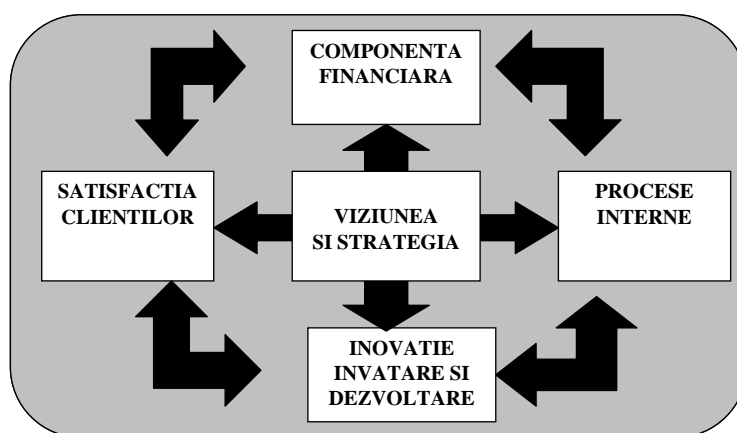 COMPONENTA
FINANCIARA
SATISFACTIA
CLIENTILOR
VIZIUNEA
SI STRATEGIA
PROCESE
INTERNE
INOVATIE
INVATARE SI
DEZVOLTARE